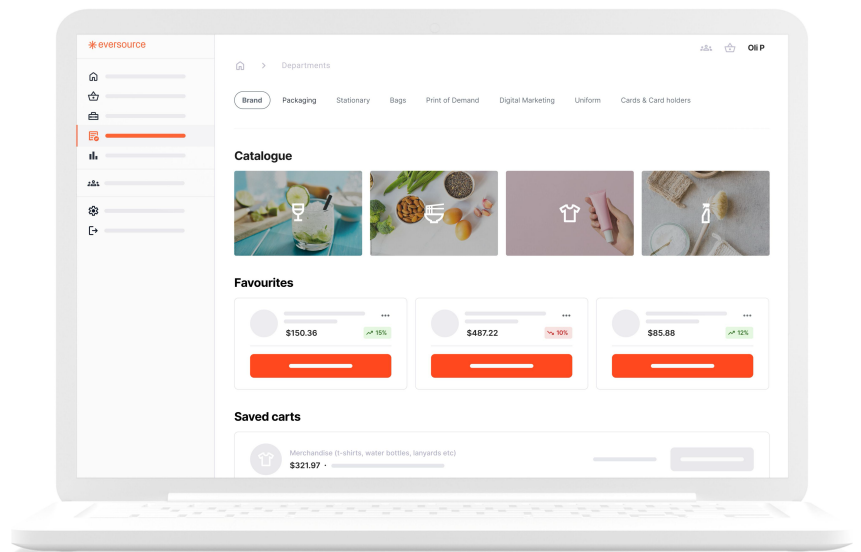 eversource
Oli P
Departments
Brand Packaging Stationary Bags Print of Demand Digital Marketing Uniform Cards & Card holders
Catalogue
Favourites
$150.36 15% $487.22 10% $85.88 12%
Saved carts
Merchandise (t-shirts, water bottles, lanyards etc)
$321.97 ·